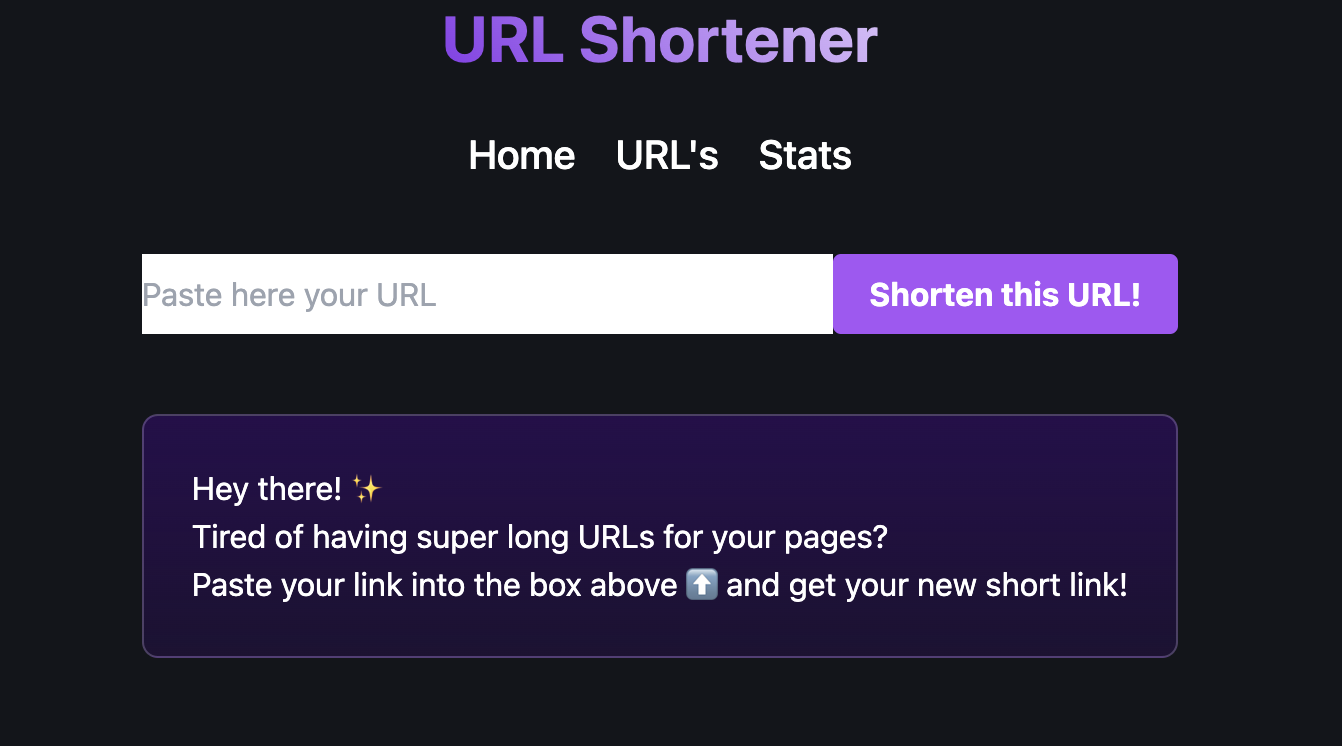 URL Shortener
Home URL's Stats
Paste here your URL
Shorten this URL!
Hey there! ✨
Tired of having super long URLs for your pages?
Paste your link into the box above ⬆️ and get your new short link!